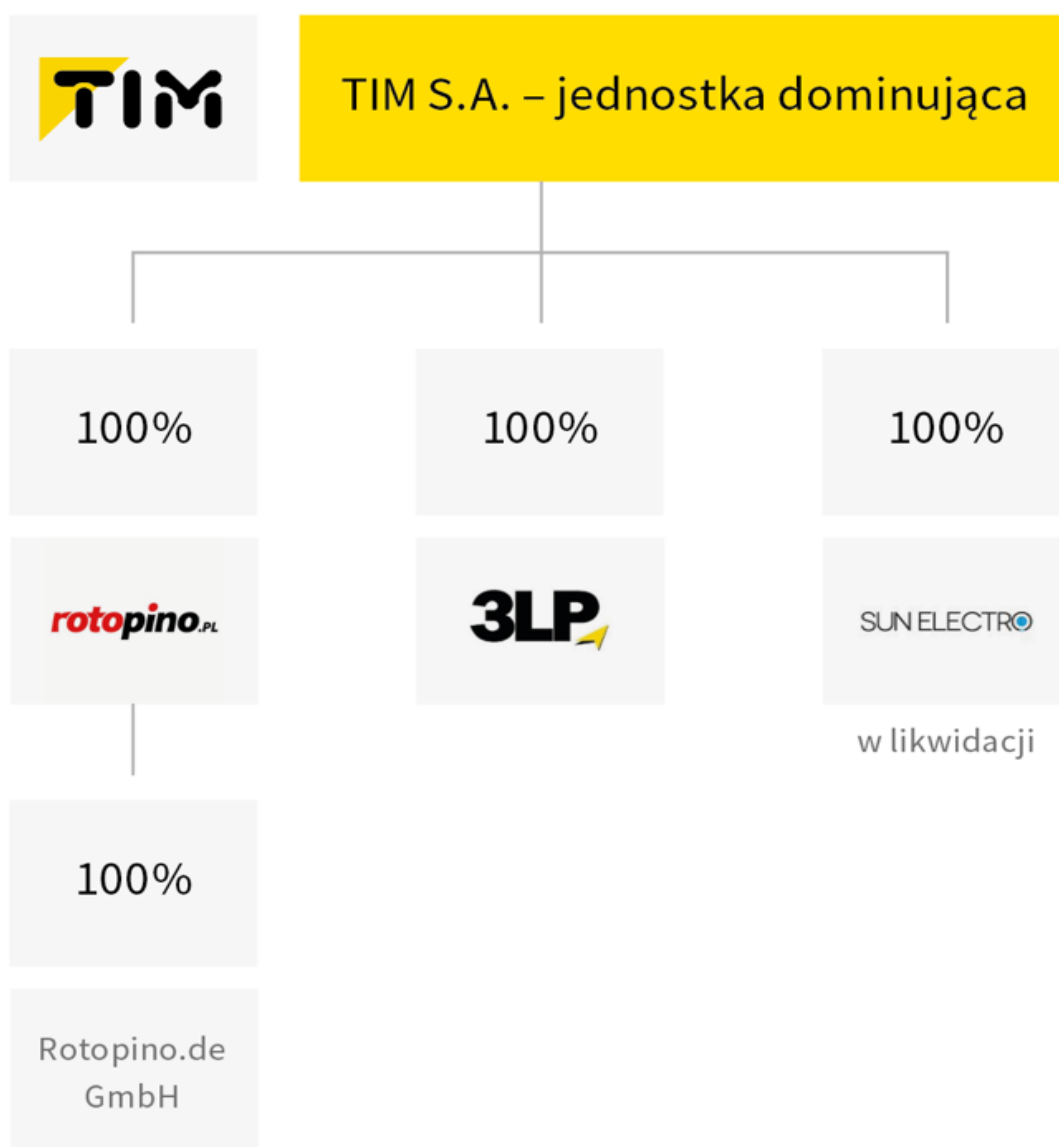 TIM
TIM S.A. – jednostka dominująca
100%
100%
100%
rotopino.PL
3LP
SUN ELECTRO
w likwidacji
100%
Rotopino.de
GmbH